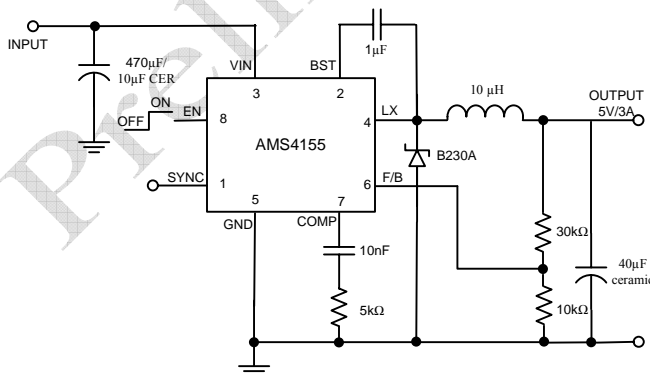 INPUT
470µF/
10µF CER
ON
OFF
EN
VIN
BST
1µF
3
2
8
4
LX
10 µH
OUTPUT
5V/3A
AMS4155
B230A
SYNC
1
6
F/B
5
7
GND
COMP
10nF
5kΩ
30kΩ
10kΩ
40µF
ceramic
Preli